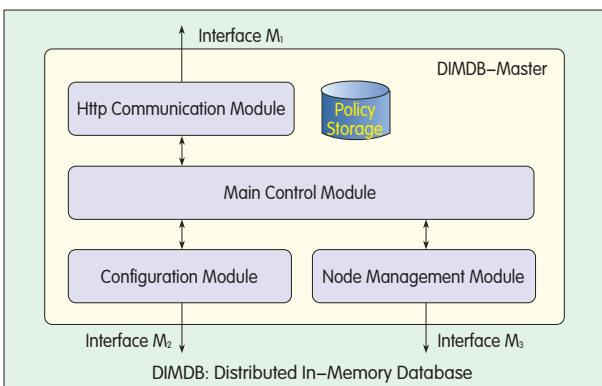 Interface M₁
DIMDB–Master
Http Communication Module
Policy
Storage
Main Control Module
Configuration Module
Node Management Module
Interface M₂
Interface M₃
DIMDB: Distributed In–Memory Database